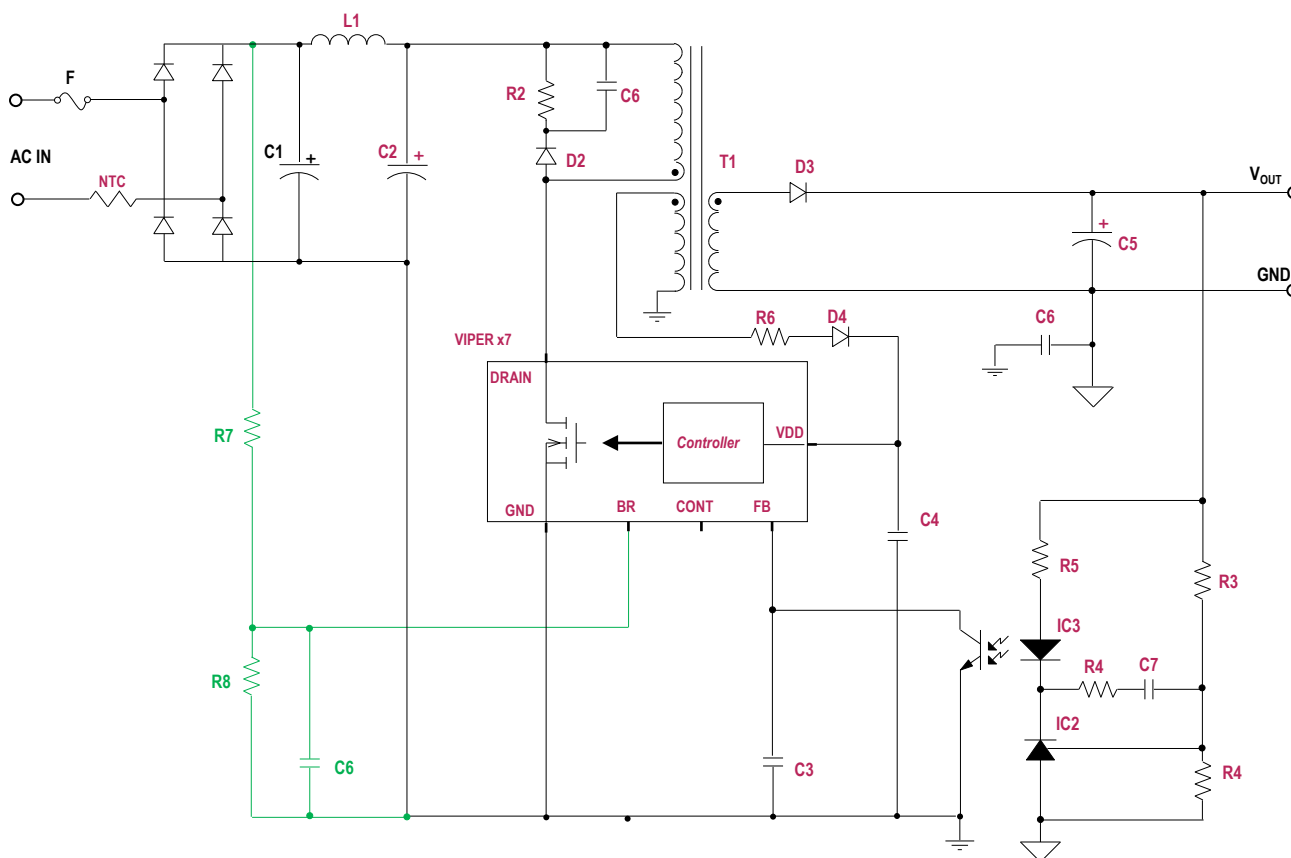 L1
F
R2
C6
AC IN
C1
+
C2
+
D2
T1
D3
NTC
V_OUT
+
C5
GND
C6
R6
D4
VIPER x7
DRAIN
R7
Controller
VDD
GND
BR
CONT
FB
C4
R5
R3
IC3
R4
C7
R8
IC2
C6
C3
R4